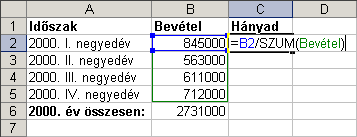 A B C D
1 Időszak Bevétel Hányad
2 2000. I. negyedév 845000 =B2/SZUM(Bevétel)
3 2000. II. negyedév 563000
4 2000. III. negyedév 611000
5 2000. IV. negyedév 712000
6 2000. év összesen: 2731000
7